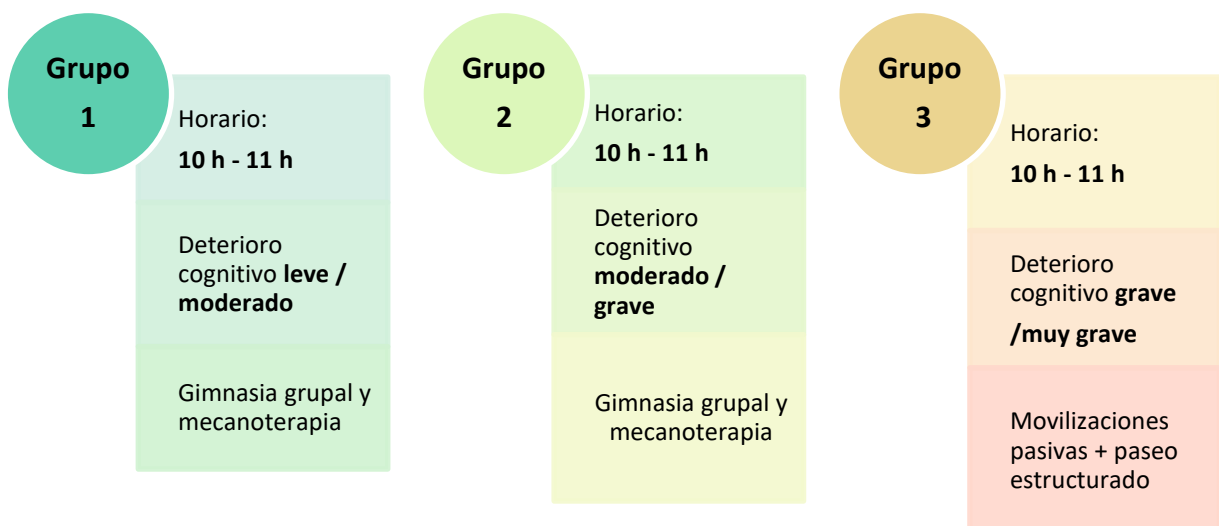 Grupo
1
Horario:
10 h - 11 h
Deterioro
cognitivo leve /
moderado
Gimnasia grupal y
mecanoterapia
Grupo
2
Horario:
10 h - 11 h
Deterioro
cognitivo
moderado /
grave
Gimnasia grupal y
mecanoterapia
Grupo
3
Horario:
10 h - 11 h
Deterioro
cognitivo grave
/muy grave
Movilizaciones
pasivas + paseo
estructurado